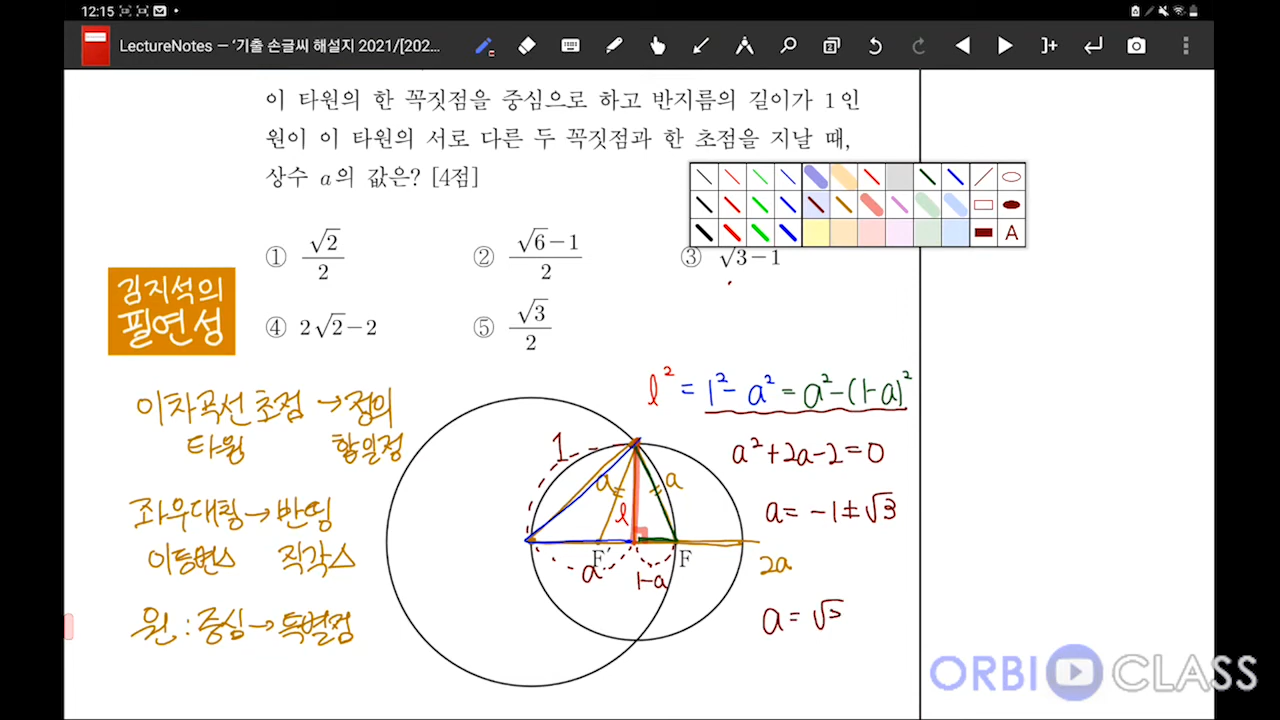 12:15
LectureNotes — ‘기출 손글씨 해설지 2021/[202…
이 타원의 한 꼭짓점을 중심으로 하고 반지름의 길이가 1인
원이 이 타원의 서로 다른 두 꼭짓점과 한 초점을 지날 때,
상수 a의 값은? [4점]
① √2/2 ② (√6−1)/2 ③ √3−1
④ 2√2−2 ⑤ √3/2
김지석의
필연성
이차곡선 초점 → 정의
타원 합일정
좌우대칭 → 반띵
이등변△ 직각△
원 : 중심 → 특별점
l² = 1²−a² = a²−(1−a)²
a²+2a−2=0
a = −1±√3
a = √3
1
a
a
l
F′
F
a
1−a
2a
A
ORBI CLASS